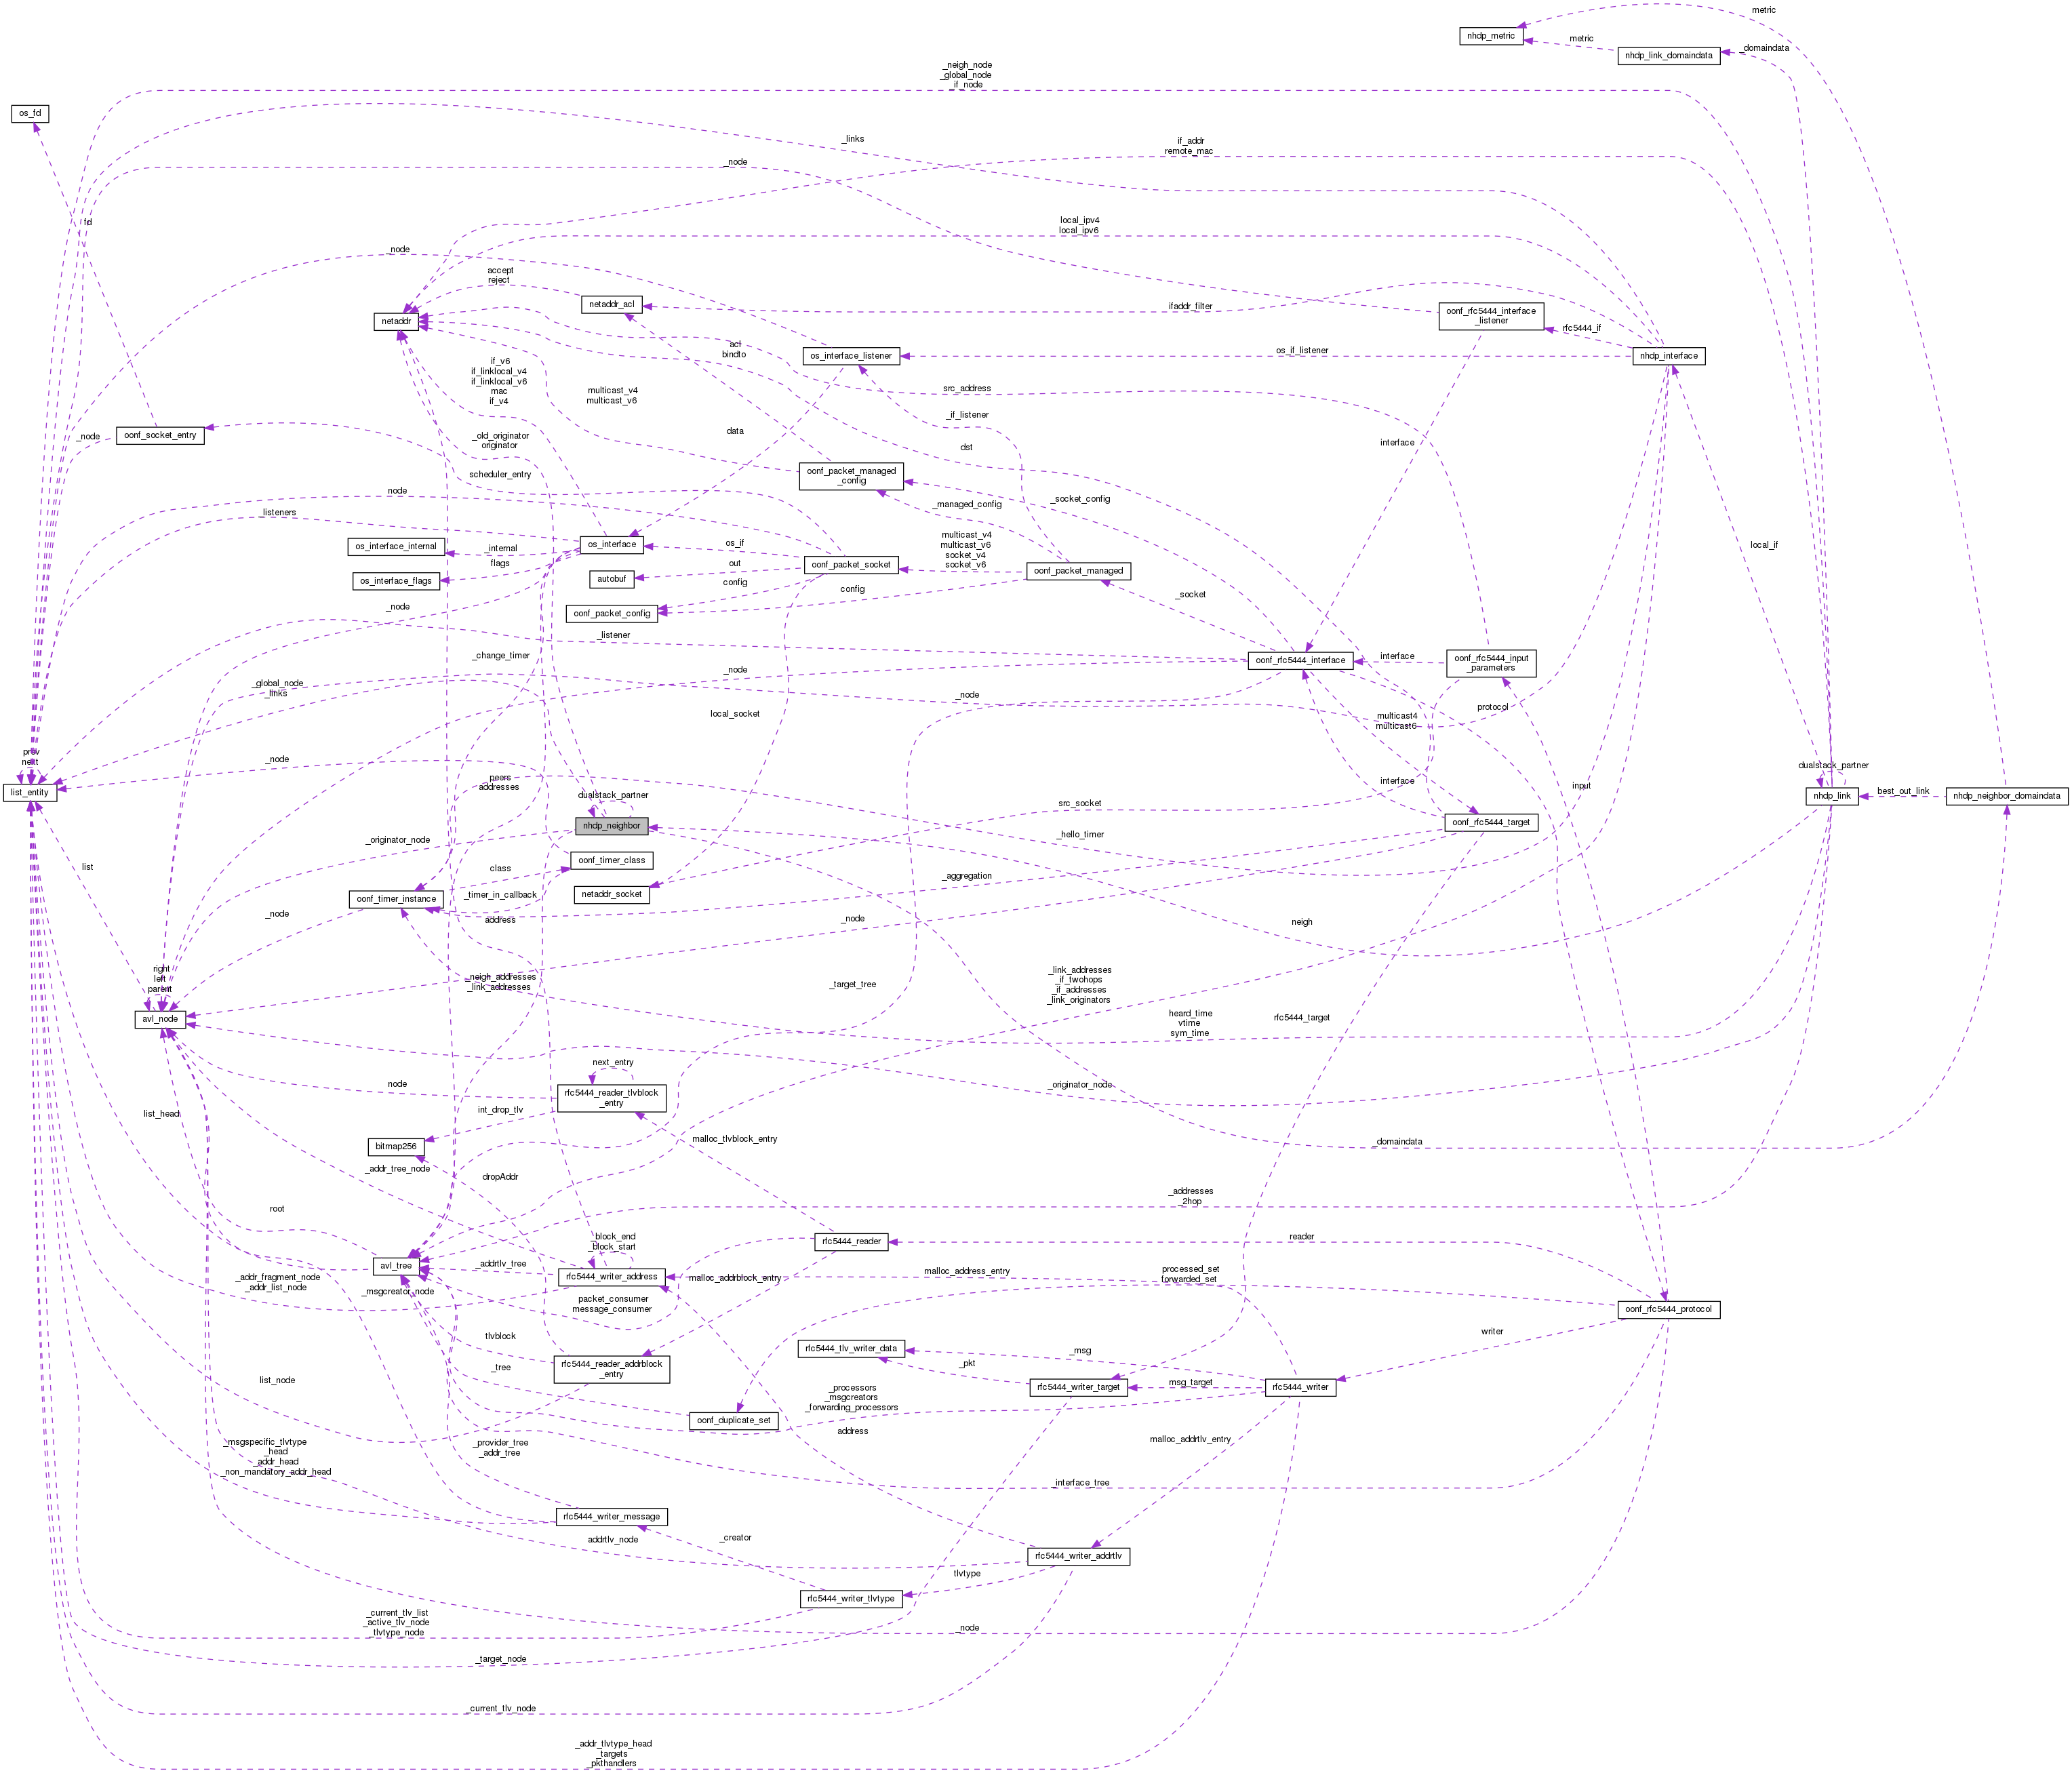 metric
nhdp_metric
metric
_domaindata
nhdp_link_domaindata
_neigh_node
_global_node
_if_node
os_fd
_links
if_addr
remote_mac
_node
fd
local_ipv4
local_ipv6
_node
accept
reject
netaddr_acl
ifaddr_filter
oonf_rfc5444_interface
_listener
netaddr
rfc5444_if
acl
bindto
os_interface_listener
os_if_listener
nhdp_interface
if_v6
if_linklocal_v4
if_linklocal_v6
mac
if_v4
multicast_v4
multicast_v6
src_address
_if_listener
oonf_socket_entry
_node
_old_originator
originator
data
dst
interface
scheduler_entry
oonf_packet_managed
_config
node
_managed_config
_socket_config
_listeners
os_interface_internal
_internal
os_interface
os_if
oonf_packet_socket
multicast_v4
multicast_v6
socket_v4
socket_v6
oonf_packet_managed
local_if
os_interface_flags
flags
autobuf
out
config
config
oonf_packet_config
_node
_socket
_listener
_change_timer
_node
oonf_rfc5444_interface
interface
oonf_rfc5444_input
_parameters
_global_node
_links
_node
protocol
local_socket
multicast4
multicast6
prev
next
_node
peers
addresses
dualstack_partner
interface
input
dualstack_partner
list_entity
src_socket
nhdp_link
best_out_link
nhdp_neighbor_domaindata
nhdp_neighbor
oonf_rfc5444_target
_originator_node
_hello_timer
list
class
oonf_timer_class
_aggregation
oonf_timer_instance
_timer_in_callback
netaddr_socket
_node
address
_node
neigh
right
left
parent
_neigh_addresses
_link_addresses
_target_tree
_link_addresses
_if_twohops
_if_addresses
_link_originators
avl_node
heard_time
vtime
sym_time
rfc5444_target
next_entry
node
rfc5444_reader_tlvblock
_entry
_originator_node
list_head
int_drop_tlv
bitmap256
malloc_tlvblock_entry
_domaindata
_addr_tree_node
dropAddr
_addresses
_2hop
root
_block_end
_block_start
rfc5444_reader
reader
avl_tree
_addrtlv_tree
rfc5444_writer_address
malloc_addrblock_entry
malloc_address_entry
processed_set
forwarded_set
_addr_fragment_node
_addr_list_node
_msgcreator_node
packet_consumer
message_consumer
oonf_rfc5444_protocol
tlvblock
rfc5444_tlv_writer_data
_msg
writer
rfc5444_reader_addrblock
_entry
_pkt
list_node
_tree
rfc5444_writer_target
msg_target
rfc5444_writer
_processors
_msgcreators
_forwarding_processors
oonf_duplicate_set
address
malloc_addrtlv_entry
_msgspecific_tlvtype
_head
_addr_head
_non_mandatory_addr_head
_provider_tree
_addr_tree
_interface_tree
rfc5444_writer_message
addrtlv_node
_creator
rfc5444_writer_addrtlv
tlvtype
rfc5444_writer_tlvtype
_current_tlv_list
_active_tlv_node
_tlvtype_node
_node
_target_node
_current_tlv_node
_addr_tlvtype_head
_targets
_pkthandlers